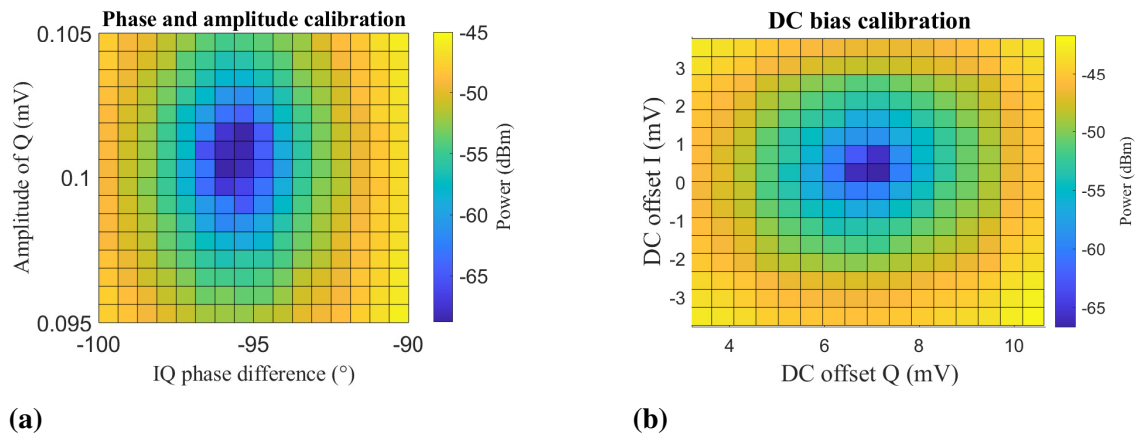 Phase and amplitude calibration
0.105
0.1
0.095
Amplitude of Q (mV)
-100
-95
-90
IQ phase difference (°)
-45
-50
-55
-60
-65
Power (dBm)
(a)
DC bias calibration
3
2
1
0
-1
-2
-3
DC offset I (mV)
4
6
8
10
DC offset Q (mV)
-45
-50
-55
-60
-65
Power (dBm)
(b)